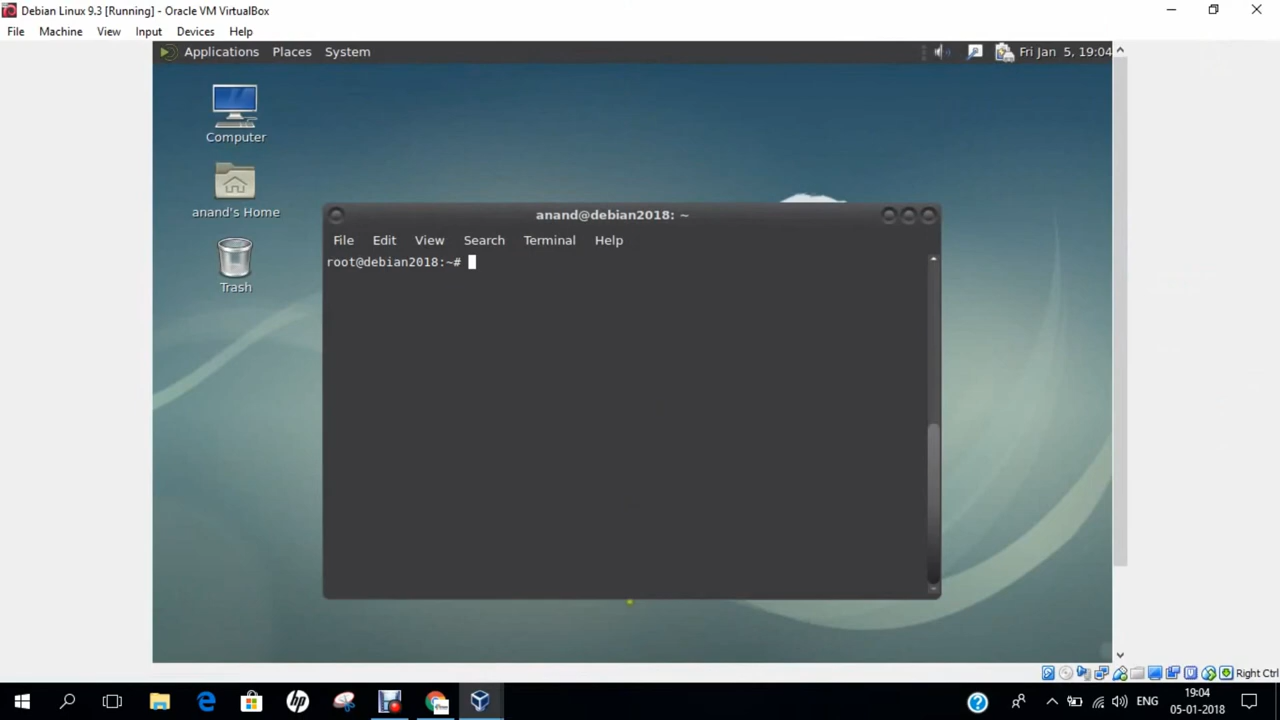 Debian Linux 9.3 [Running] - Oracle VM VirtualBox
File Machine View Input Devices Help
Applications Places System Fri Jan 5, 19:04
Computer
anand's Home
Trash
anand@debian2018: ~
File Edit View Search Terminal Help
root@debian2018:~#
Right Ctrl
ENG
19:04
05-01-2018